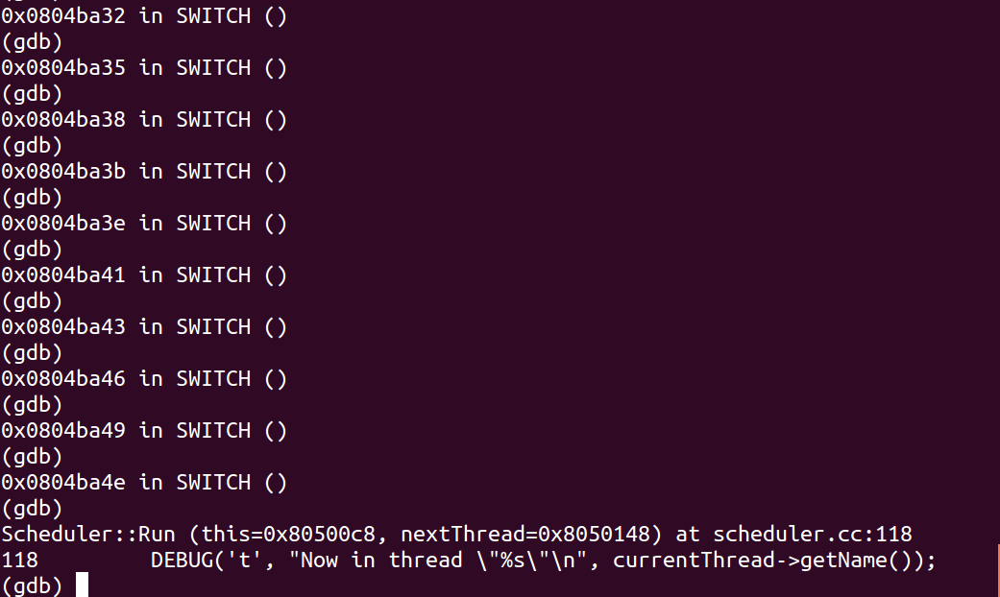 0x0804ba32 in SWITCH ()
(gdb)
0x0804ba35 in SWITCH ()
(gdb)
0x0804ba38 in SWITCH ()
(gdb)
0x0804ba3b in SWITCH ()
(gdb)
0x0804ba3e in SWITCH ()
(gdb)
0x0804ba41 in SWITCH ()
(gdb)
0x0804ba43 in SWITCH ()
(gdb)
0x0804ba46 in SWITCH ()
(gdb)
0x0804ba49 in SWITCH ()
(gdb)
0x0804ba4e in SWITCH ()
(gdb)
Scheduler::Run (this=0x80500c8, nextThread=0x8050148) at scheduler.cc:118
118         DEBUG('t', "Now in thread \"%s\"\n", currentThread->getName());
(gdb)